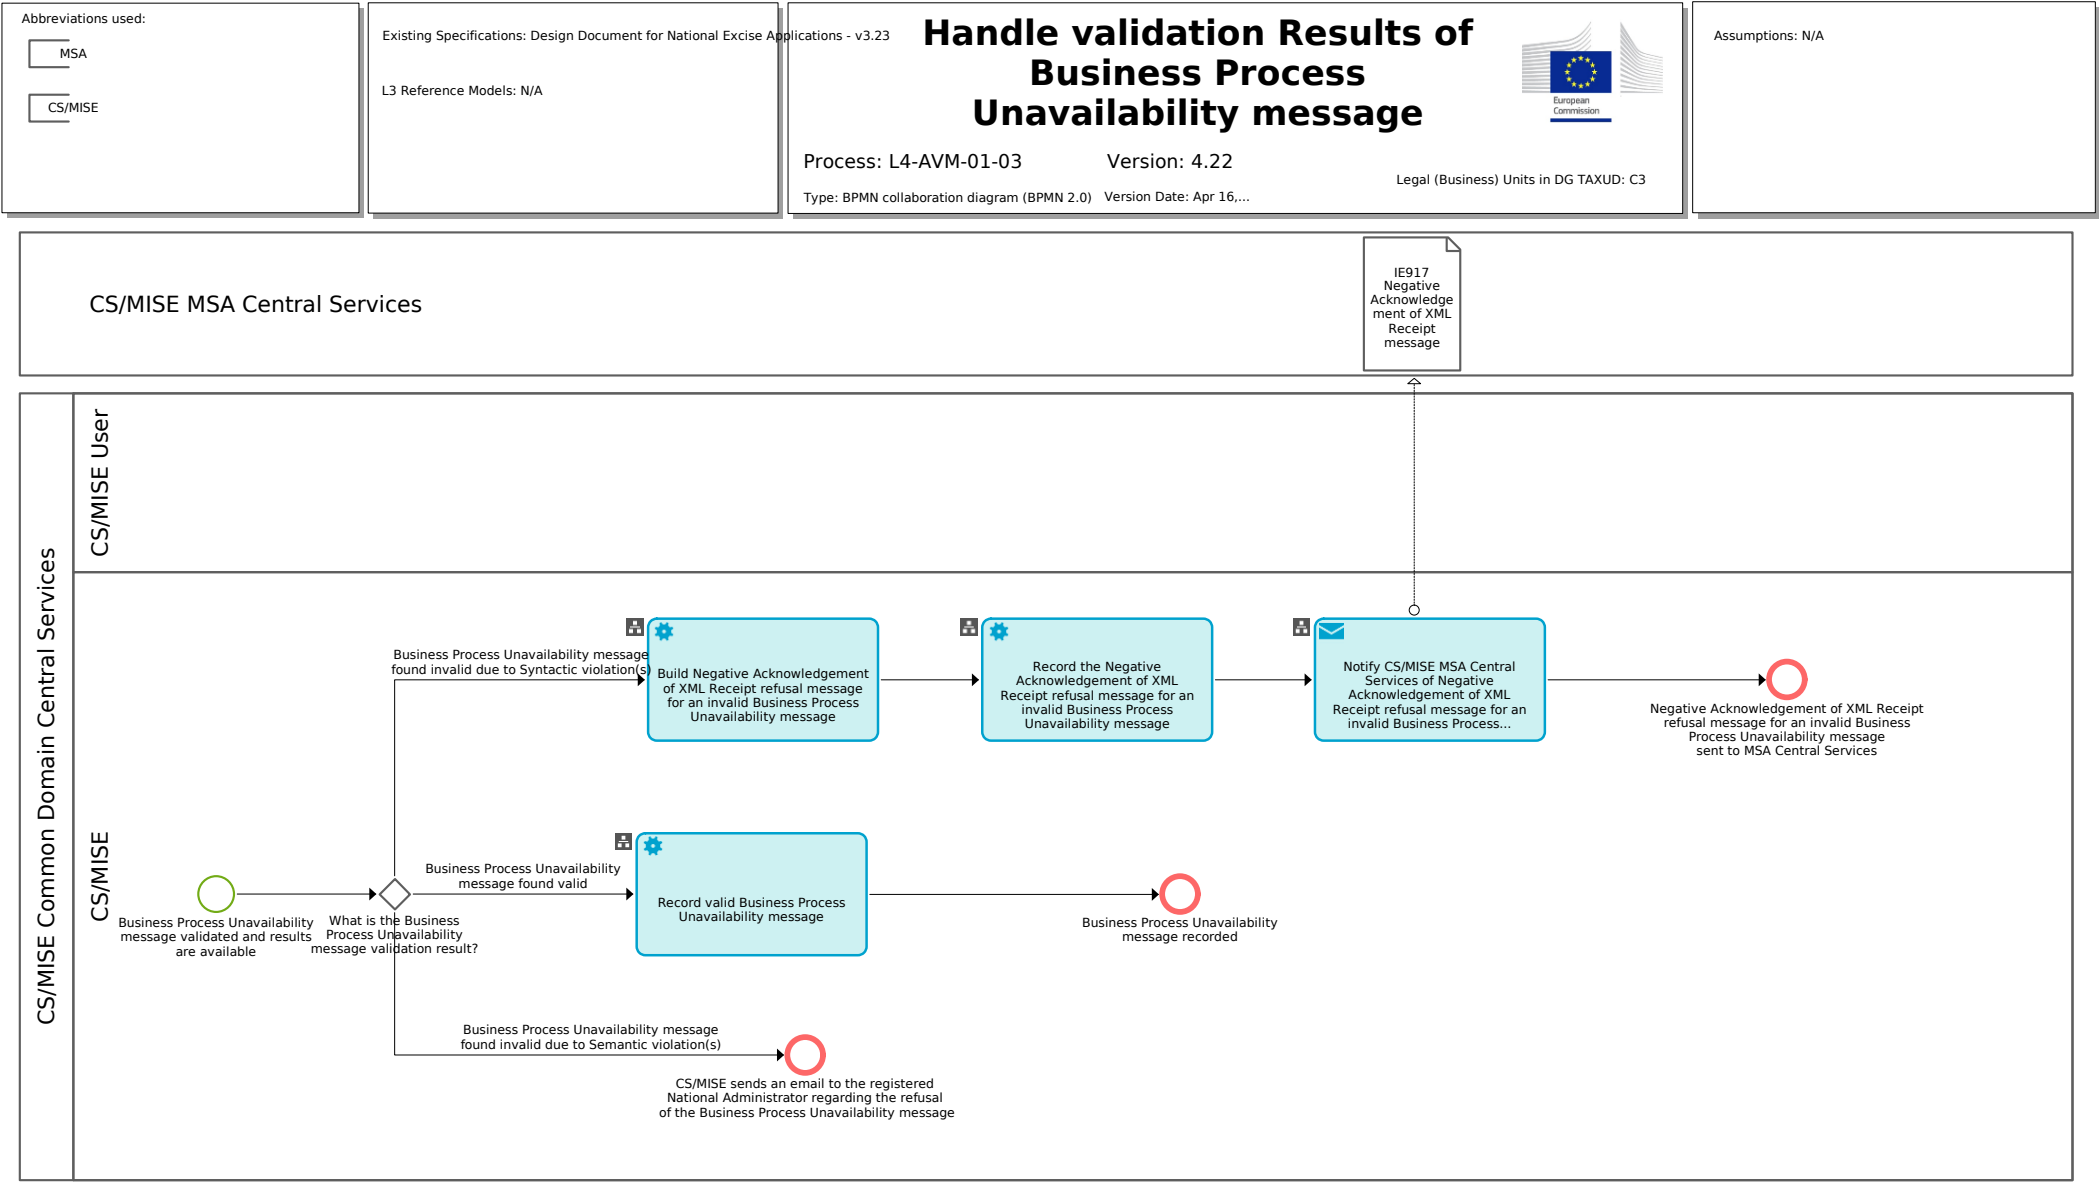 Abbreviations used:
MSA
CS/MISE
Existing Specifications: Design Document for National Excise Applications - v3.23
L3 Reference Models: N/A
Handle validation Results of
Business Process
Unavailability message
Process: L4-AVM-01-03
Version: 4.22
Type: BPMN collaboration diagram (BPMN 2.0)
Version Date: Apr 16,...
Legal (Business) Units in DG TAXUD: C3
European
Commission
Assumptions: N/A
CS/MISE MSA Central Services
IE917
Negative
Acknowledge
ment of XML
Receipt
message
CS/MISE Common Domain Central Services
CS/MISE User
CS/MISE
Business Process Unavailability message
found invalid due to Syntactic violation(s)
Build Negative Acknowledgement
of XML Receipt refusal message
for an invalid Business Process
Unavailability message
Record the Negative
Acknowledgement of XML
Receipt refusal message for an
invalid Business Process
Unavailability message
Notify CS/MISE MSA Central
Services of Negative
Acknowledgement of XML
Receipt refusal message for an
invalid Business Process...
Negative Acknowledgement of XML Receipt
refusal message for an invalid Business
Process Unavailability message
sent to MSA Central Services
Business Process Unavailability
message validated and results
are available
What is the Business
Process Unavailability
message validation result?
Business Process Unavailability
message found valid
Record valid Business Process
Unavailability message
Business Process Unavailability
message recorded
Business Process Unavailability message
found invalid due to Semantic violation(s)
CS/MISE sends an email to the registered
National Administrator regarding the refusal
of the Business Process Unavailability message